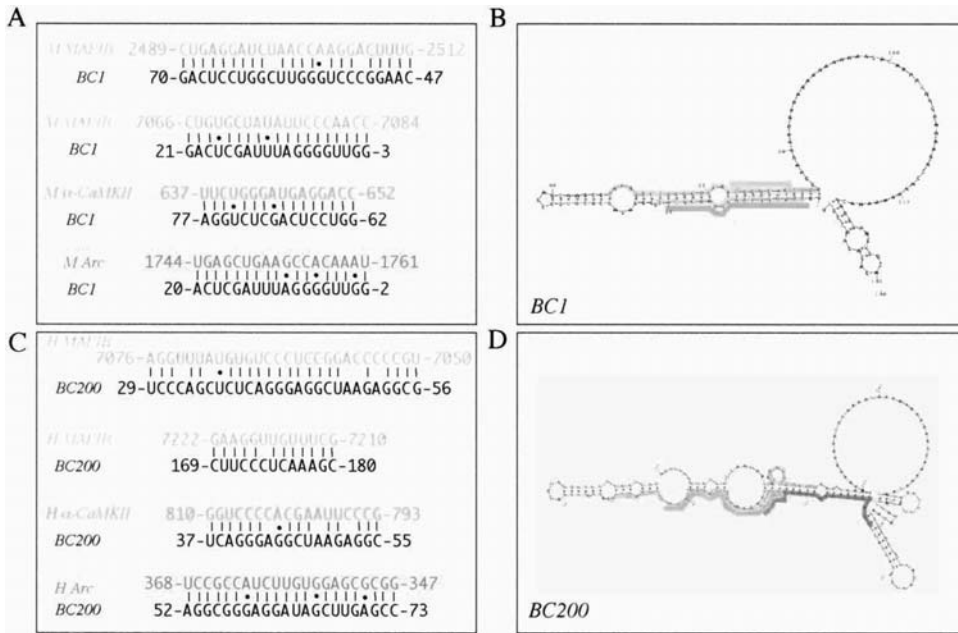 A
M MAP1B 2489-CUGAGGAUCUAACCAAGGACUUUG-2512
BC1 70-GACUCCUGGCUUGGGUCCCGGAAC-47
M MAP1B 7066-CUGUGCUAUAUUCCCAACC-7084
BC1 21-GACUCGAUUUAGGGGUUGG-3
M α-CaMKII 637-UUCUGGGAUGAGGACC-652
BC1 77-AGGUCUCGACUCCUGG-62
M Arc 1744-UGAGCUGAAGCCACAAAU-1761
BC1 20-ACUCGAUUUAGGGGUUGG-2
B
BC1
C
H MAP1B
7076-AGGUUUAUGUGUCCCUCCGGACCCCCGU-7050
BC200 29-UCCCAGCUCUCAGGGAGGCUAAGAGGCG-56
H MAP1B 7222-GAAGGUUGUUUCG-7210
BC200 169-CUUCCCUCAAAGC-180
H α-CaMKII 810-GGUCCCCACGAAUUCCCG-793
BC200 37-UCAGGGAGGCUAAGAGGC-55
H Arc 368-UCCGCCAUCUUGUGGAGCGCGG-347
BC200 52-AGGCGGGAGGAUAGCUUGAGCC-73
D
BC200